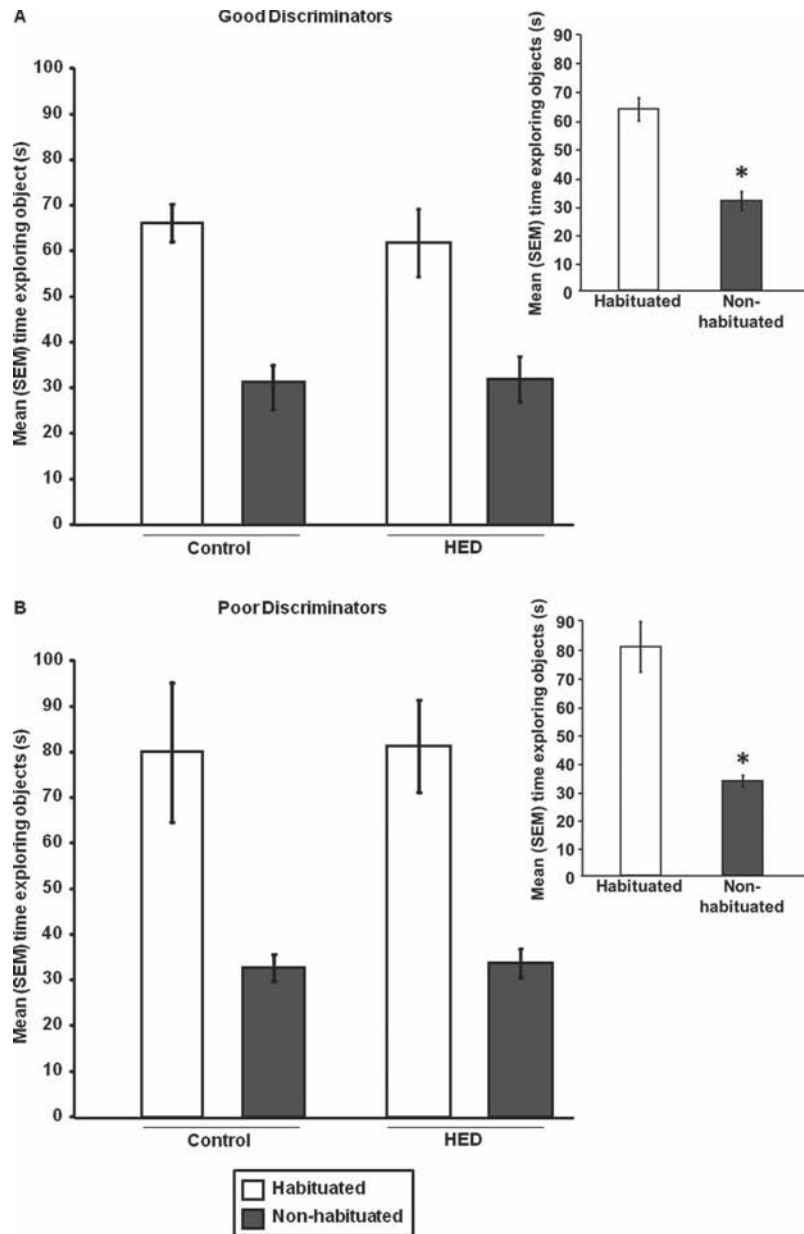 A
Good Discriminators
Mean (SEM) time exploring object (s)
100
90
80
70
60
50
40
30
20
10
0
Control
HED
Mean (SEM) time exploring objects (s)
90
80
70
60
50
40
30
20
10
0
*
Habituated
Non-
habituated
B
Poor Discriminators
Mean (SEM) time exploring objects (s)
100
90
80
70
60
50
40
30
20
10
0
Control
HED
Mean (SEM) time exploring objects (s)
90
80
70
60
50
40
30
20
10
0
*
Habituated
Non-
habituated
Habituated
Non-habituated